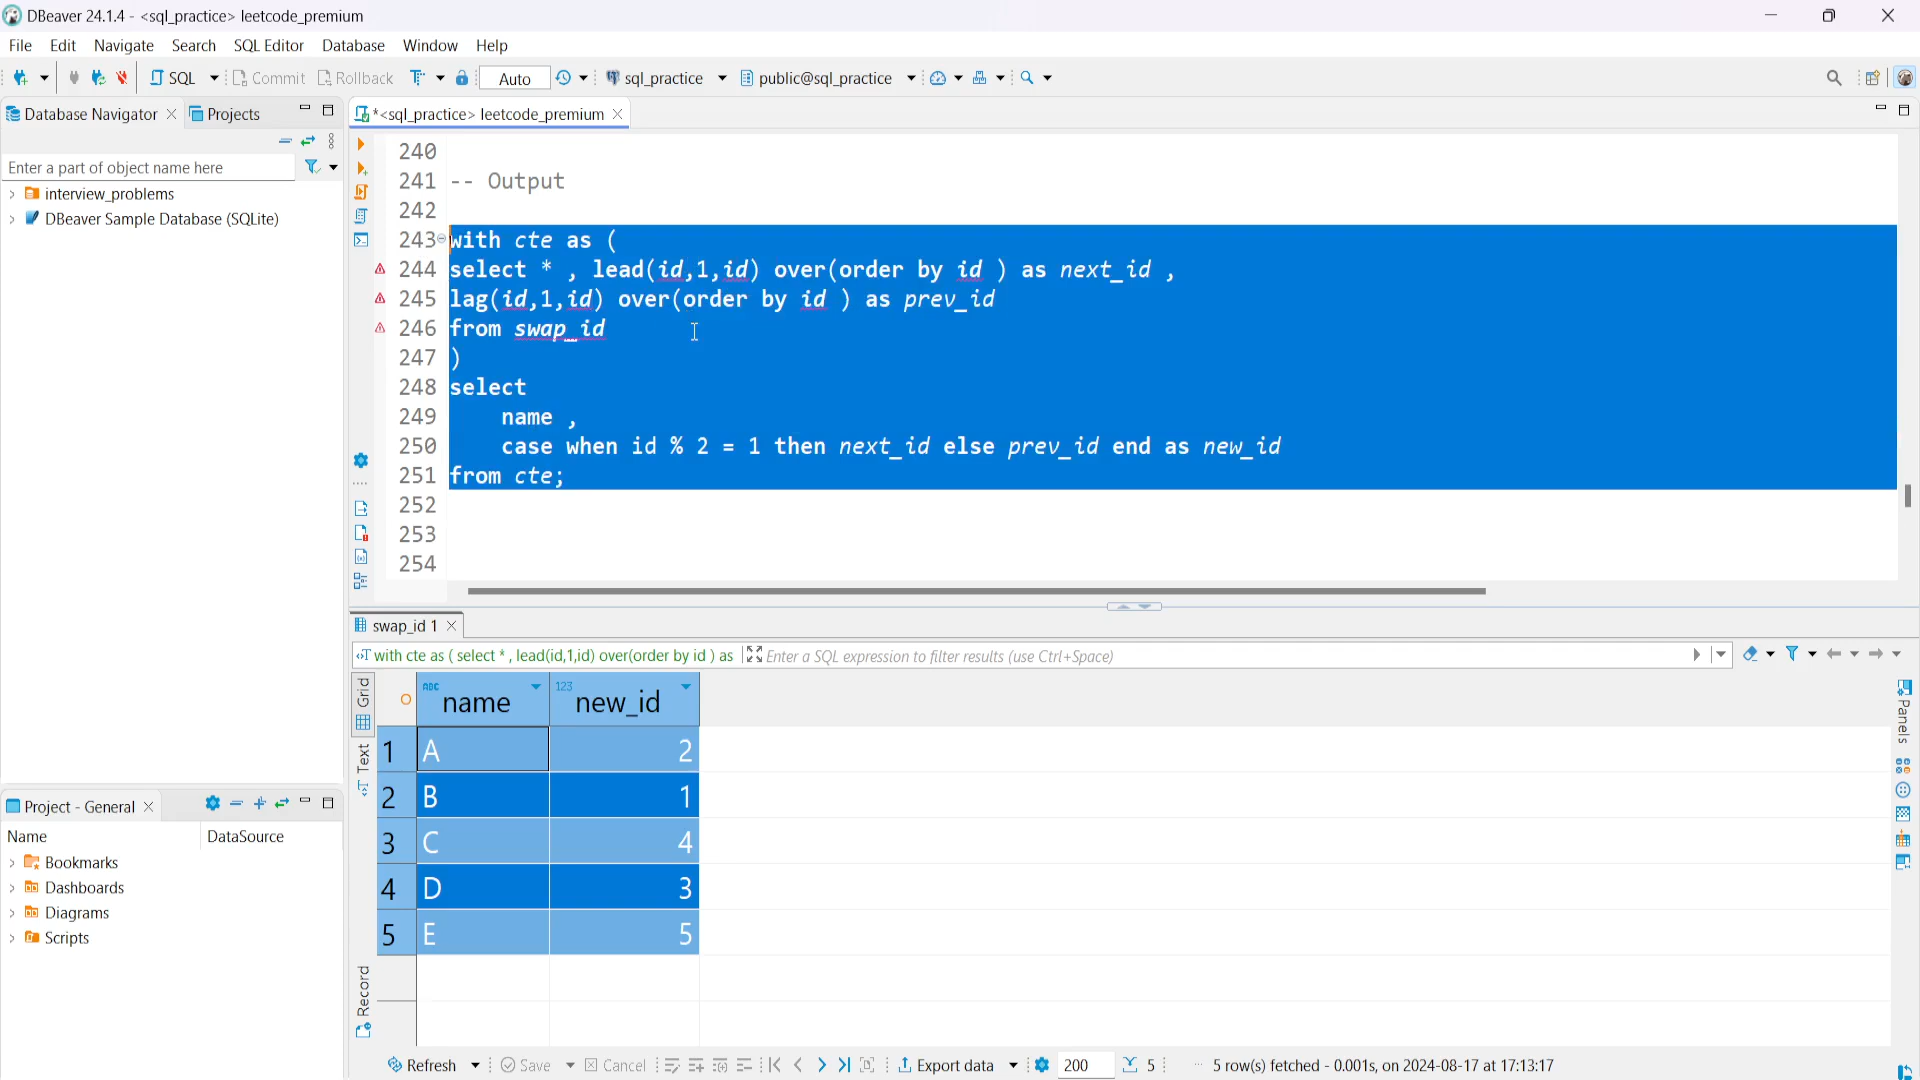 DBeaver 24.1.4 - <sql_practice> leetcode_premium
File Edit Navigate Search SQL Editor Database Window Help
SQL Commit Rollback Auto sql_practice public@sql_practice
Database Navigator Projects
*<sql_practice> leetcode_premium
Enter a part of object name here
interview_problems
DBeaver Sample Database (SQLite)
240
241 -- Output
242
243 with cte as (
244 select * , lead(id,1,id) over(order by id ) as next_id ,
245 lag(id,1,id) over(order by id ) as prev_id
246 from swap_id
247 )
248 select
249 name ,
250 case when id % 2 = 1 then next_id else prev_id end as new_id
251 from cte;
252
253
254
swap_id 1
with cte as ( select * , lead(id,1,id) over(order by id ) as Enter a SQL expression to filter results (use Ctrl+Space)
Grid
Text
Record
Panels
ABC name 123 new_id
1 A 2
2 B 1
3 C 4
4 D 3
5 E 5
Project - General
Name DataSource
Bookmarks
Dashboards
Diagrams
Scripts
Refresh Save Cancel Export data 200 5 ... 5 row(s) fetched - 0.001s, on 2024-08-17 at 17:13:17